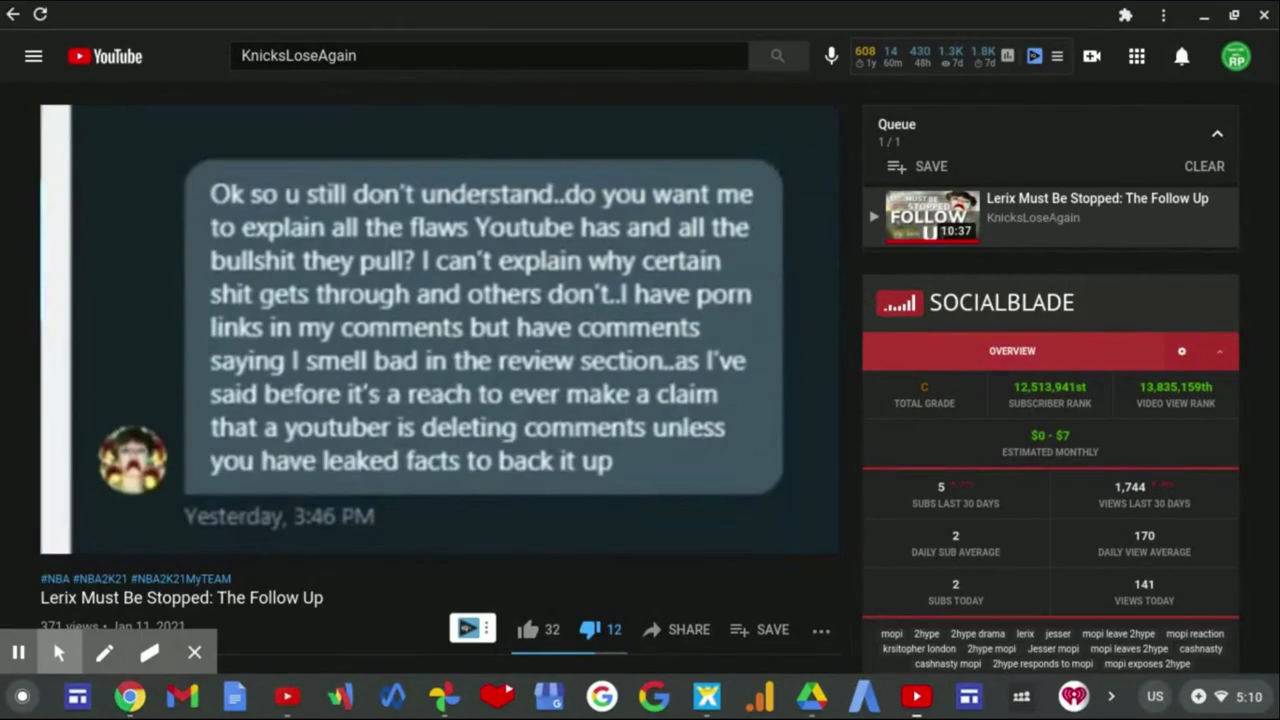 YouTube
KnicksLoseAgain
608 14 430 1.3K 1.8K
1y 60m 48h 7d 7d
RP
Ok so u still don't understand..do you want me
to explain all the flaws Youtube has and all the
bullshit they pull? I can't explain why certain
shit gets through and others don't..I have porn
links in my comments but have comments
saying I smell bad in the review section..as I've
said before it's a reach to ever make a claim
that a youtuber is deleting comments unless
you have leaked facts to back it up
Yesterday, 3:46 PM
#NBA #NBA2K21 #NBA2K21MyTEAM
Lerix Must Be Stopped: The Follow Up
371 views • Jan 11, 2021
32 12 SHARE SAVE
Queue
1 / 1
SAVE CLEAR
MUST BE
STOPPED
FOLLOW
U
10:37
Lerix Must Be Stopped: The Follow Up
KnicksLoseAgain
SOCIALBLADE
OVERVIEW
C 12,513,941st 13,835,159th
TOTAL GRADE SUBSCRIBER RANK VIDEO VIEW RANK
$0 - $7
ESTIMATED MONTHLY
5 1,744
SUBS LAST 30 DAYS VIEWS LAST 30 DAYS
2 170
DAILY SUB AVERAGE DAILY VIEW AVERAGE
2 141
SUBS TODAY VIEWS TODAY
mopi 2hype 2hype drama lerix jesser mopi leave 2hype mopi reaction
krsitopher london 2hype mopi Jesser mopi mopi leaves 2hype cashnasty
cashnasty mopi 2hype responds to mopi mopi exposes 2hype
US 5:10